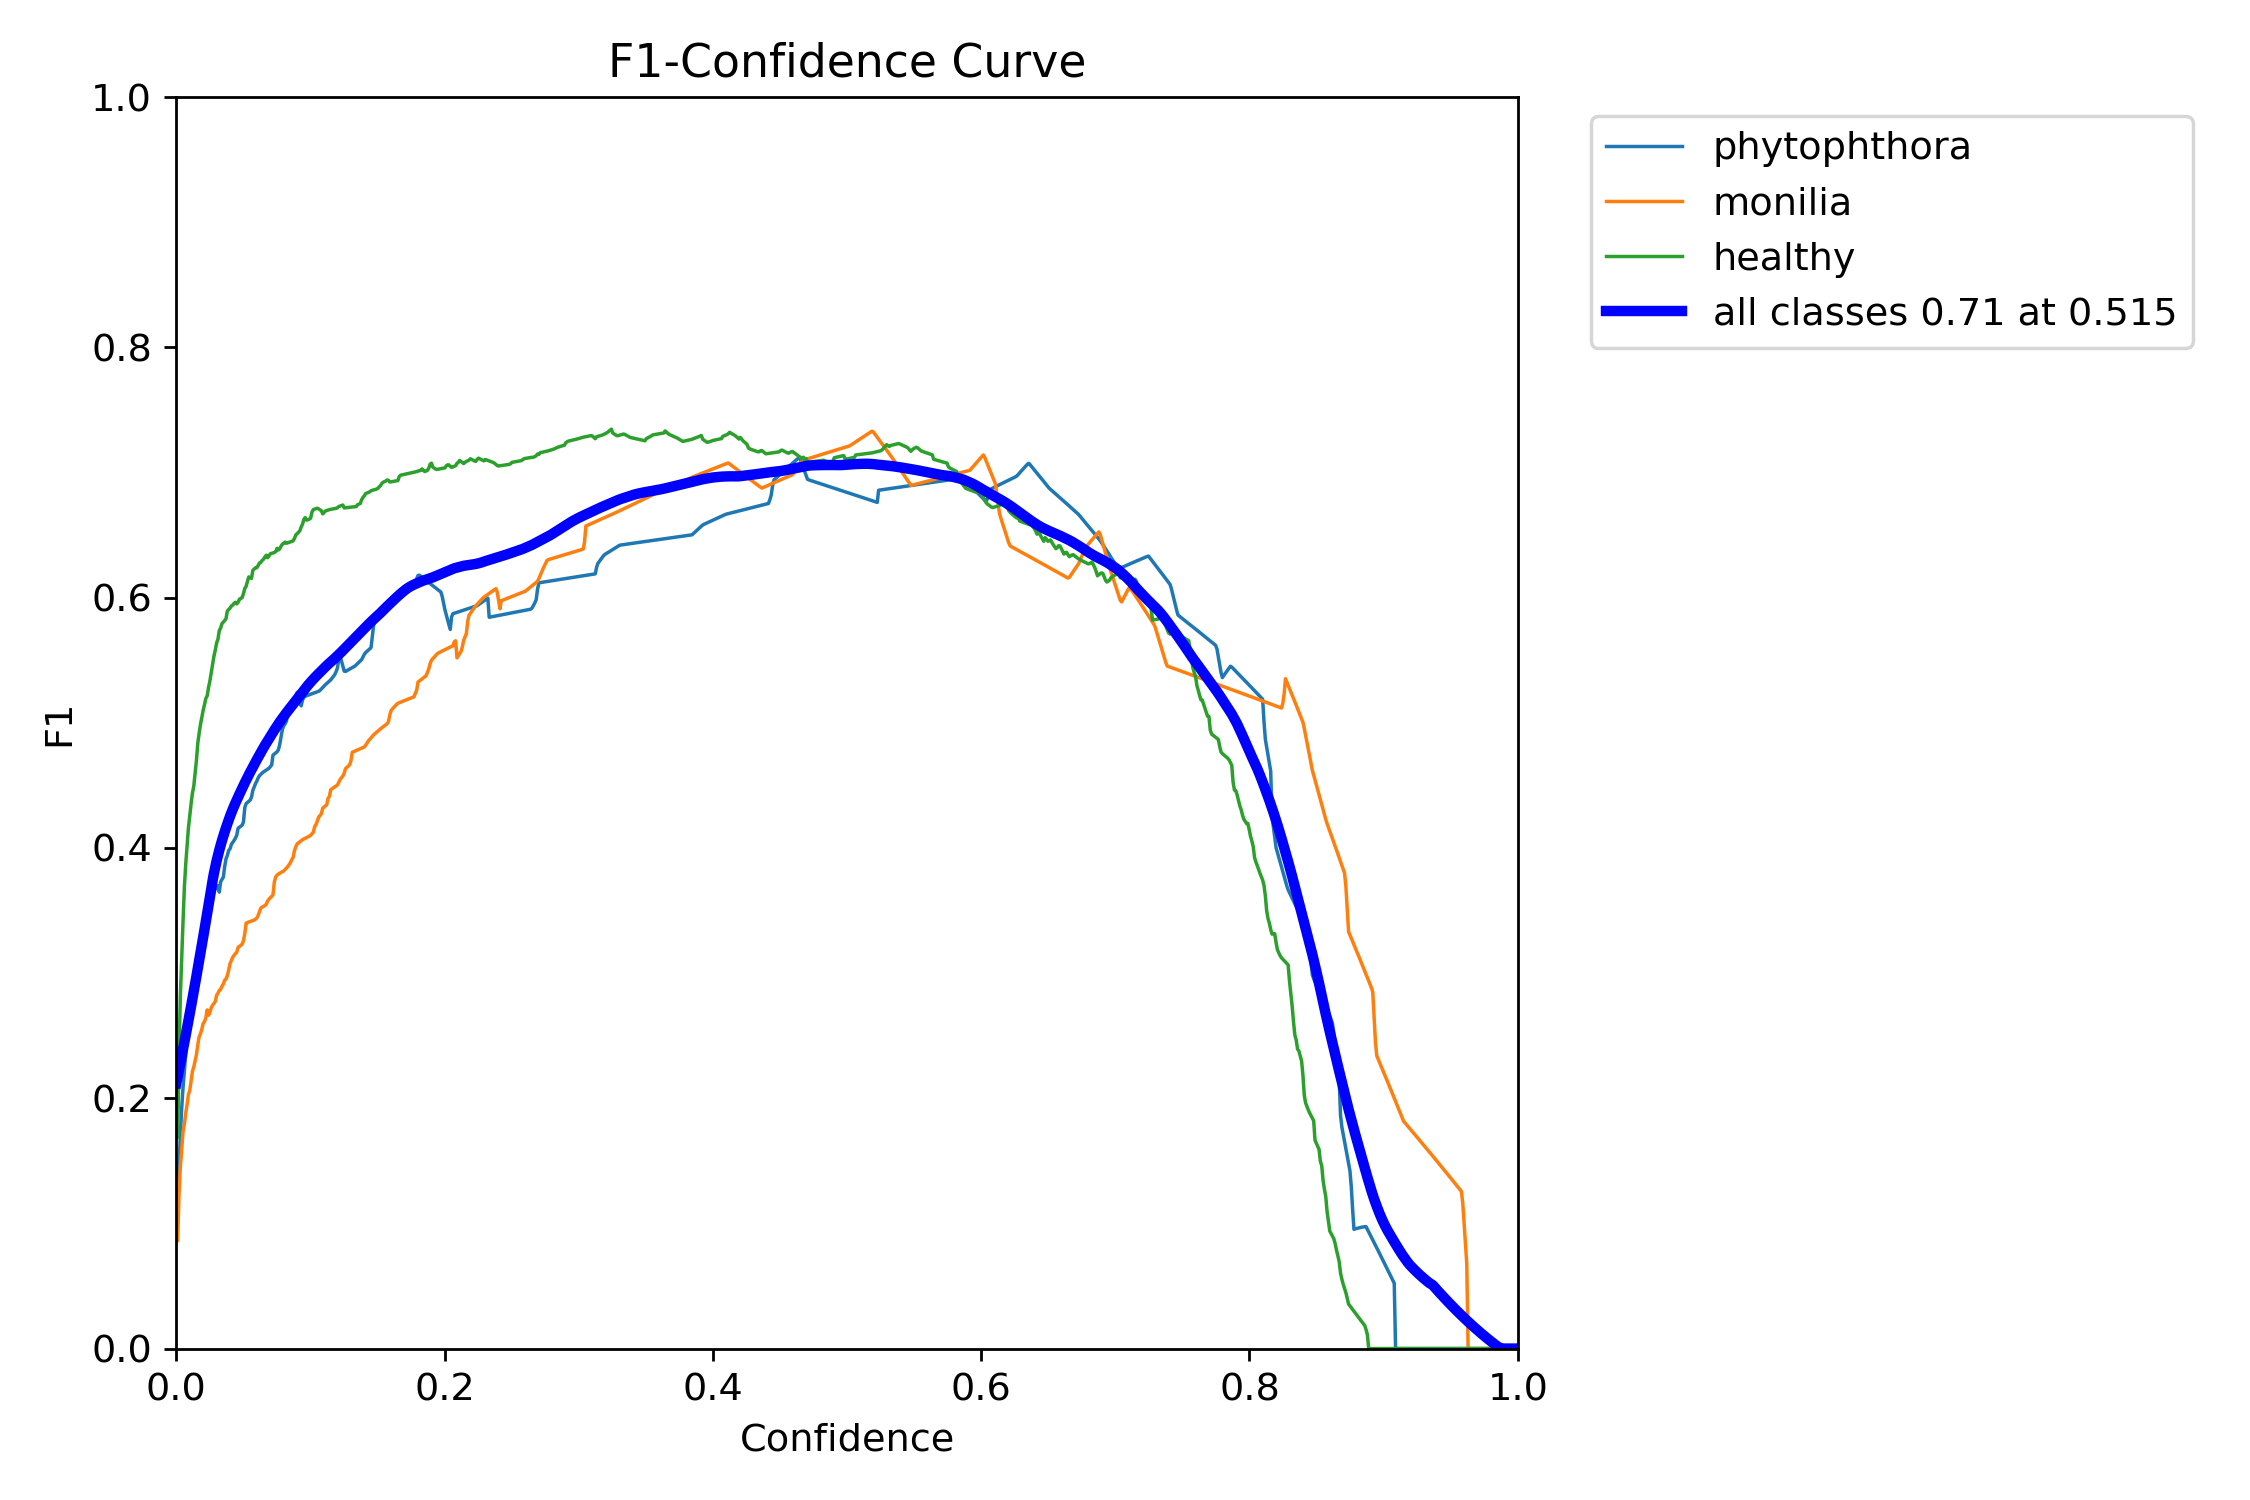 F1-Confidence Curve
1.0
0.8
0.6
0.4
0.2
0.0
F1
0.0 0.2 0.4 0.6 0.8 1.0
Confidence
phytophthora
monilia
healthy
all classes 0.71 at 0.515